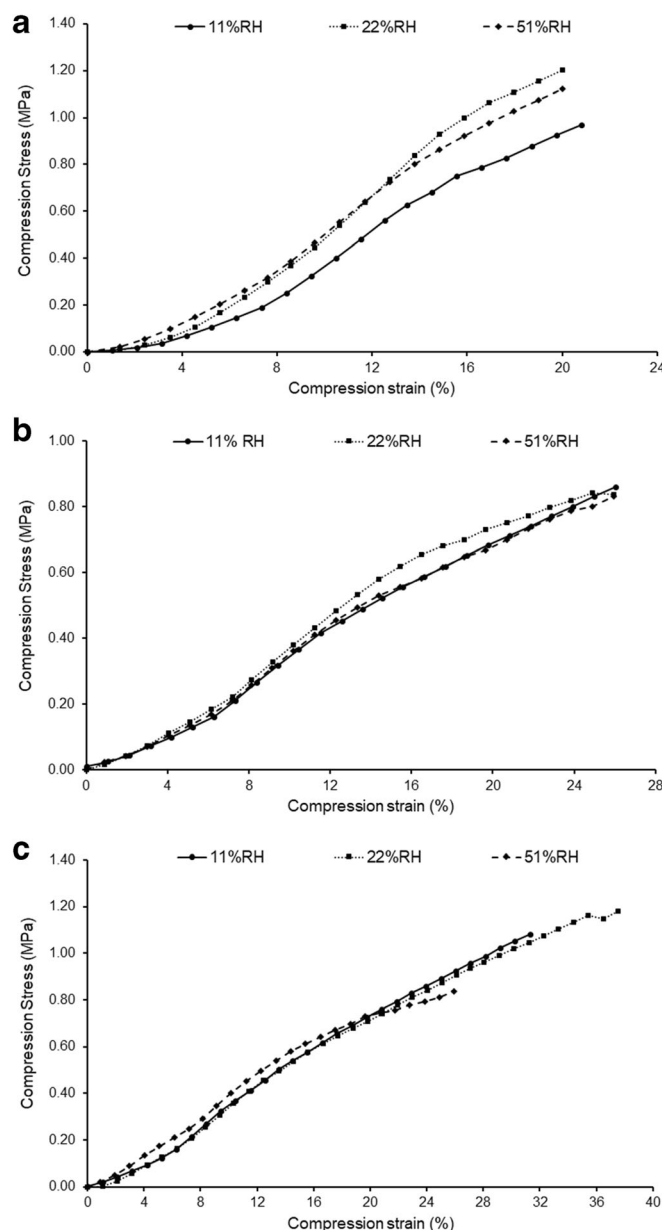 a
11%RH 22%RH 51%RH
Compression Stress (MPa)
1.40
1.20
1.00
0.80
0.60
0.40
0.20
0.00
0 4 8 12 16 20 24
Compression strain (%)
b
11% RH 22%RH 51%RH
Compression Stress (MPa)
1.00
0.80
0.60
0.40
0.20
0.00
0 4 8 12 16 20 24 28
Compression strain (%)
c
11%RH 22%RH 51%RH
Compression Stress (MPa)
1.40
1.20
1.00
0.80
0.60
0.40
0.20
0.00
0 4 8 12 16 20 24 28 32 36 40
Compression strain (%)